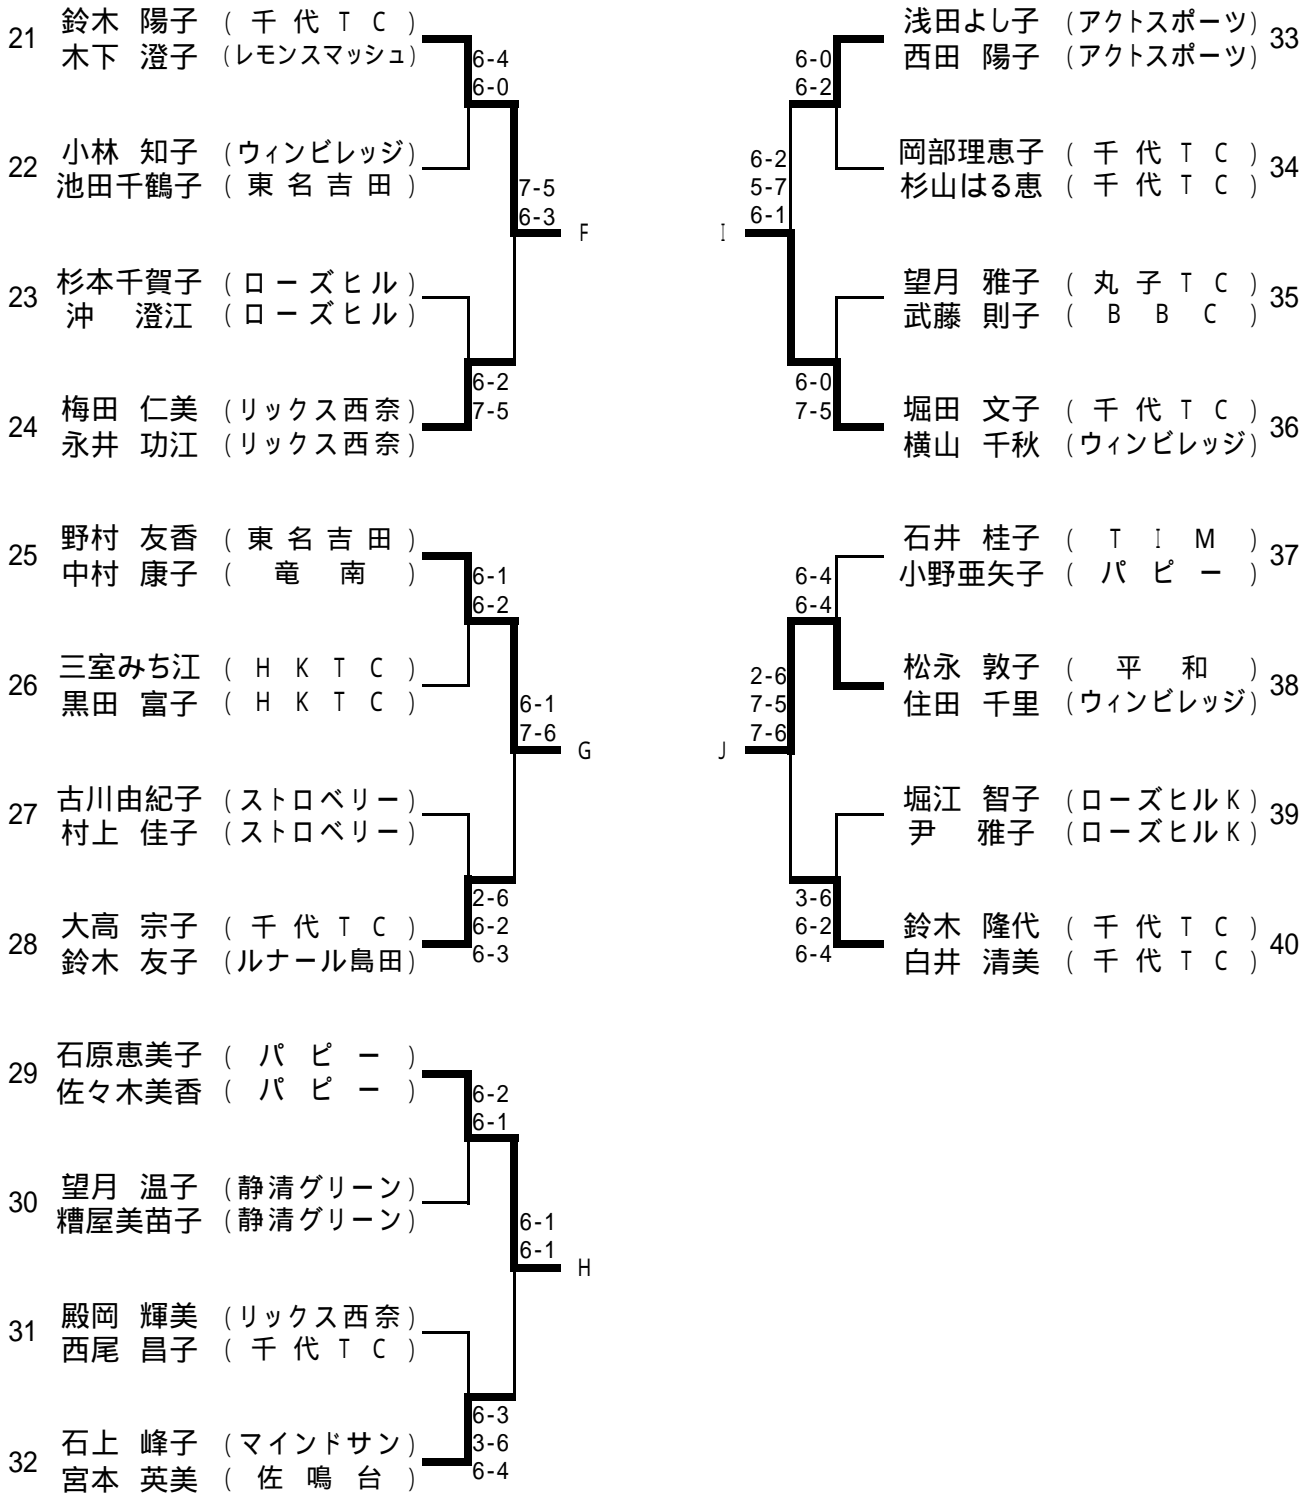 21 鈴木 陽子 (千代TC)
木下 澄子 (レモンスマッシュ)
6-4
6-0
22 小林 知子 (ウィンビレッジ)
池田千鶴子 (東名吉田)
7-5
6-3
F
23 杉本千賀子 (ローズヒル)
沖 澄江 (ローズヒル)
6-2
7-5
24 梅田 仁美 (リックス西奈)
永井 功江 (リックス西奈)
25 野村 友香 (東名吉田)
中村 康子 (竜南)
6-1
6-2
26 三室みち江 (HKTC)
黒田 富子 (HKTC)
6-1
7-6
G
27 古川由紀子 (ストロベリー)
村上 佳子 (ストロベリー)
2-6
6-2
6-3
28 大高 宗子 (千代TC)
鈴木 友子 (ルナール島田)
29 石原恵美子 (パピー)
佐々木美香 (パピー)
6-2
6-1
30 望月 温子 (静清グリーン)
糟屋美苗子 (静清グリーン)
6-1
6-1
H
31 殿岡 輝美 (リックス西奈)
西尾 昌子 (千代TC)
6-3
3-6
6-4
32 石上 峰子 (マインドサン)
宮本 英美 (佐鳴台)
浅田よし子 (アクトスポーツ) 33
西田 陽子 (アクトスポーツ)
6-0
6-2
岡部理恵子 (千代TC) 34
杉山はる恵 (千代TC)
6-2
5-7
6-1
I
望月 雅子 (丸子TC) 35
武藤 則子 (BBC)
6-0
7-5
堀田 文子 (千代TC) 36
横山 千秋 (ウィンビレッジ)
石井 桂子 (TIM) 37
小野亜矢子 (パピー)
6-4
6-4
松永 敦子 (平和) 38
住田 千里 (ウィンビレッジ)
2-6
7-5
7-6
J
堀江 智子 (ローズヒルK) 39
尹 雅子 (ローズヒルK)
3-6
6-2
6-4
鈴木 隆代 (千代TC) 40
白井 清美 (千代TC)